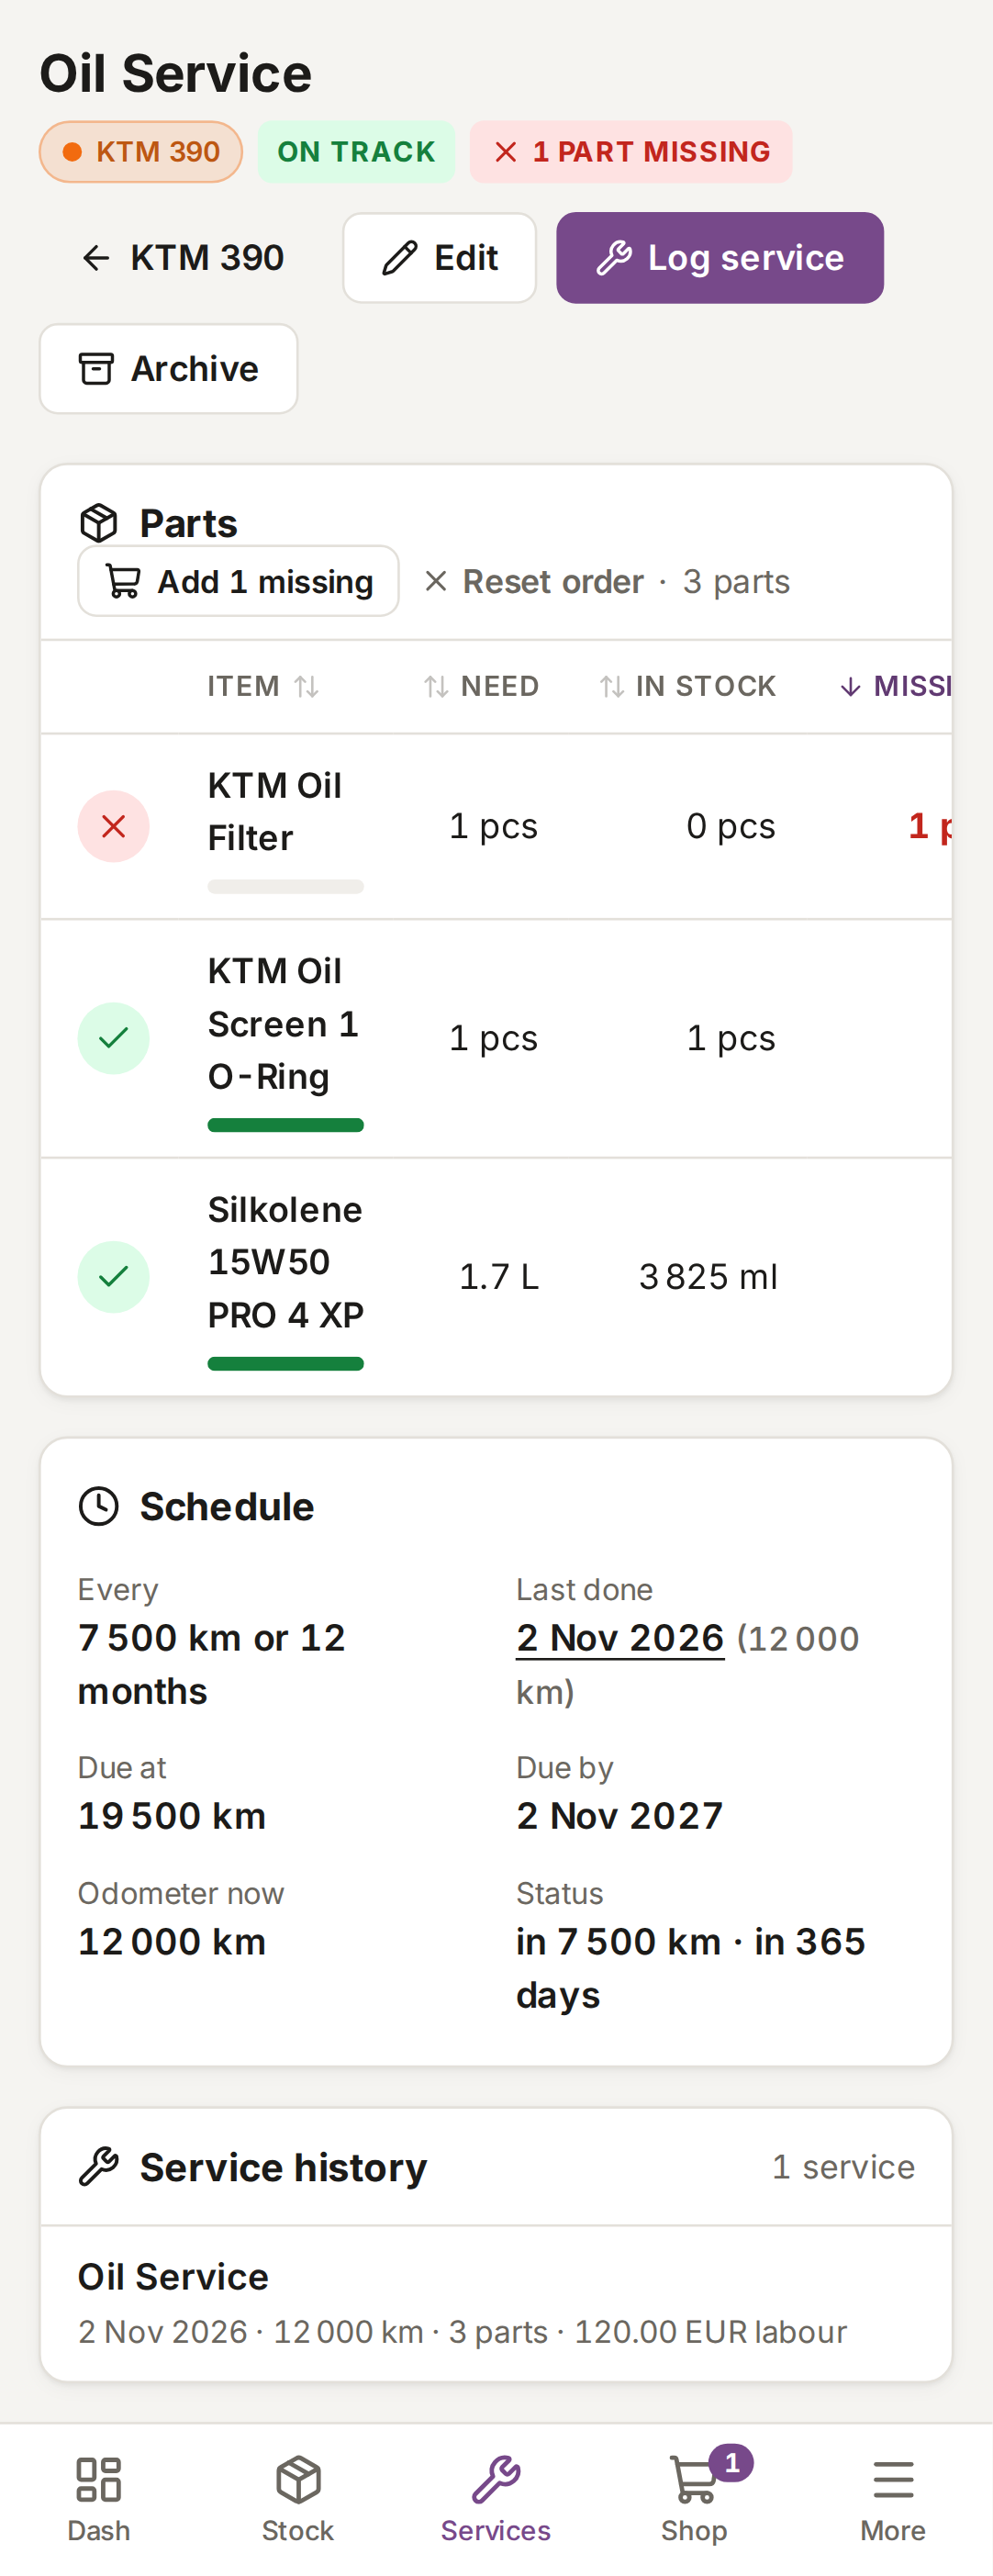 Oil Service
KTM 390
ON TRACK
1 PART MISSING
KTM 390
Edit
Log service
Archive
Parts
Add 1 missing
Reset order · 3 parts
ITEM
NEED
IN STOCK
KTM Oil
Filter
1 pcs
0 pcs
1
KTM Oil
Screen 1
O-Ring
1 pcs
1 pcs
Silkolene
15W50
PRO 4 XP
1.7 L
3 825 ml
Schedule
Every
7 500 km or 12
months
Last done
2 Nov 2026 (12 000
km)
Due at
19 500 km
Due by
2 Nov 2027
Odometer now
12 000 km
Status
in 7 500 km · in 365
days
Service history
1 service
Oil Service
2 Nov 2026 · 12 000 km · 3 parts · 120.00 EUR labour
1
Dash
Stock
Services
Shop
More